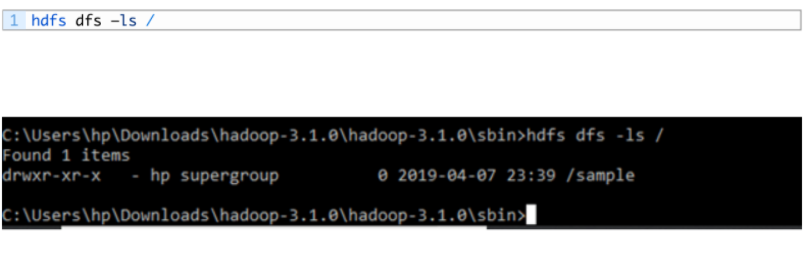 1 hdfs dfs –ls /
C:\Users\hp\Downloads\hadoop-3.1.0\hadoop-3.1.0\sbin>hdfs dfs -ls /
Found 1 items
drwxr-xr-x   - hp supergroup          0 2019-04-07 23:39 /sample
C:\Users\hp\Downloads\hadoop-3.1.0\hadoop-3.1.0\sbin>